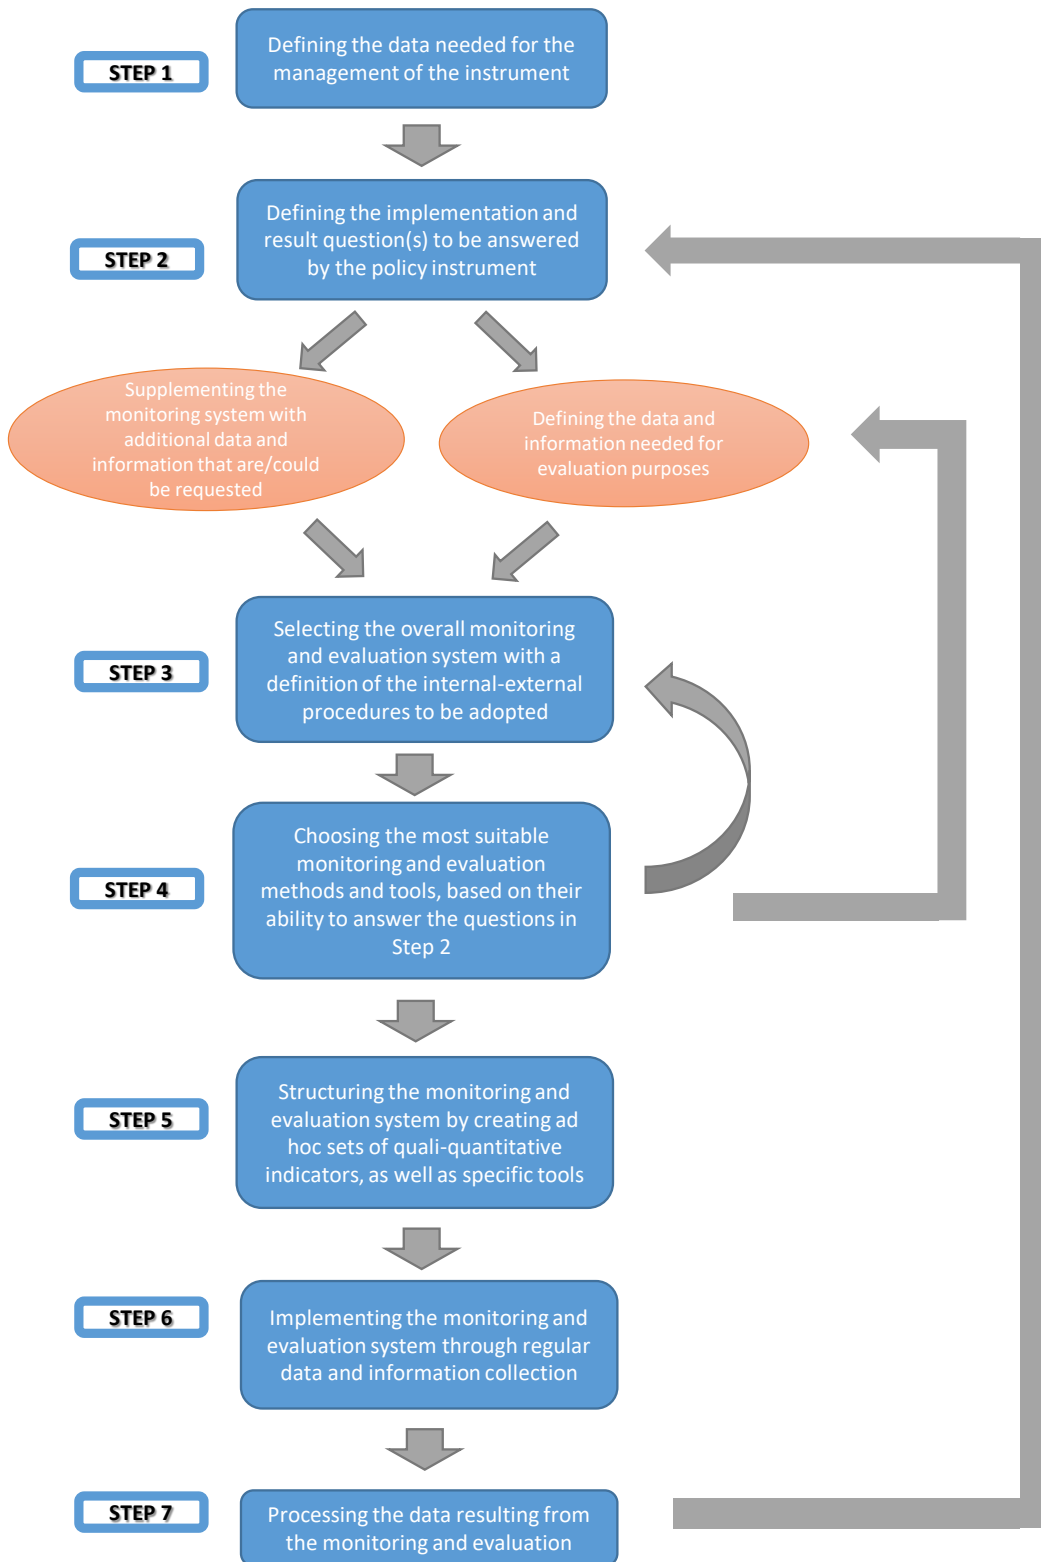 STEP 1
Defining the data needed for the
management of the instrument
STEP 2
Defining the implementation and
result question(s) to be answered
by the policy instrument
Supplementing the
monitoring system with
additional data and
information that are/could
be requested
Defining the data and
information needed for
evaluation purposes
STEP 3
Selecting the overall monitoring
and evaluation system with a
definition of the internal-external
procedures to be adopted
STEP 4
Choosing the most suitable
monitoring and evaluation
methods and tools, based on their
ability to answer the questions in
Step 2
STEP 5
Structuring the monitoring and
evaluation system by creating ad
hoc sets of quali-quantitative
indicators, as well as specific tools
STEP 6
Implementing the monitoring and
evaluation system through regular
data and information collection
STEP 7
Processing the data resulting from
the monitoring and evaluation